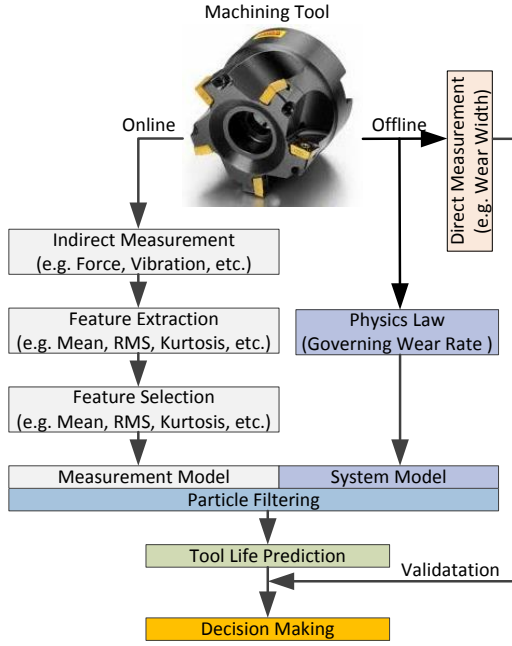 Machining Tool
Online
Offline
Direct Measurement
(e.g. Wear Width)
Indirect Measurement
(e.g. Force, Vibration, etc.)
Feature Extraction
(e.g. Mean, RMS, Kurtosis, etc.)
Physics Law
(Governing Wear Rate )
Feature Selection
(e.g. Mean, RMS, Kurtosis, etc.)
Measurement Model
System Model
Particle Filtering
Tool Life Prediction
Validatation
Decision Making